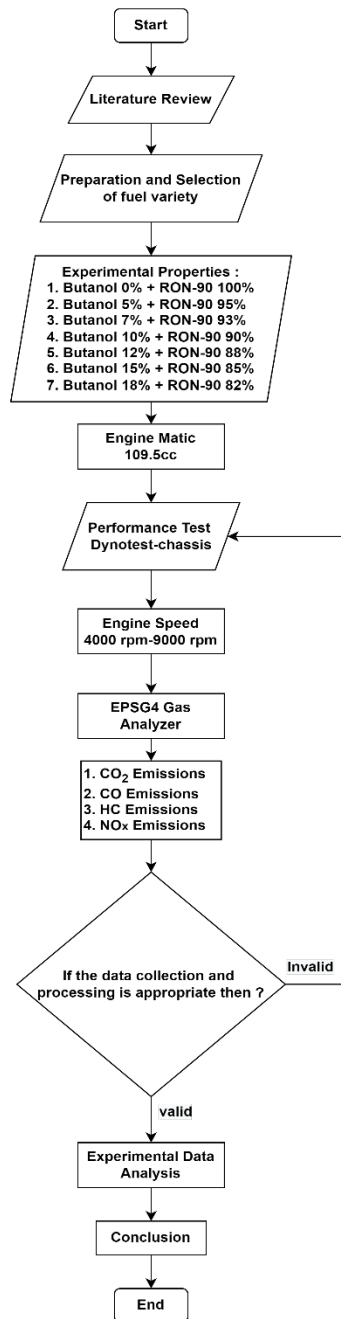 Start
Literature Review
Preparation and Selection
of fuel variety
Experimental Properties :
1. Butanol 0% + RON-90 100%
2. Butanol 5% + RON-90 95%
3. Butanol 7% + RON-90 93%
4. Butanol 10% + RON-90 90%
5. Butanol 12% + RON-90 88%
6. Butanol 15% + RON-90 85%
7. Butanol 18% + RON-90 82%
Engine Matic
109.5cc
Performance Test
Dynotest-chassis
Engine Speed
4000 rpm-9000 rpm
EPSG4 Gas
Analyzer
1. CO₂ Emissions
2. CO Emissions
3. HC Emissions
4. NOx Emissions
If the data collection and
processing is appropriate then ?
Invalid
valid
Experimental Data
Analysis
Conclusion
End